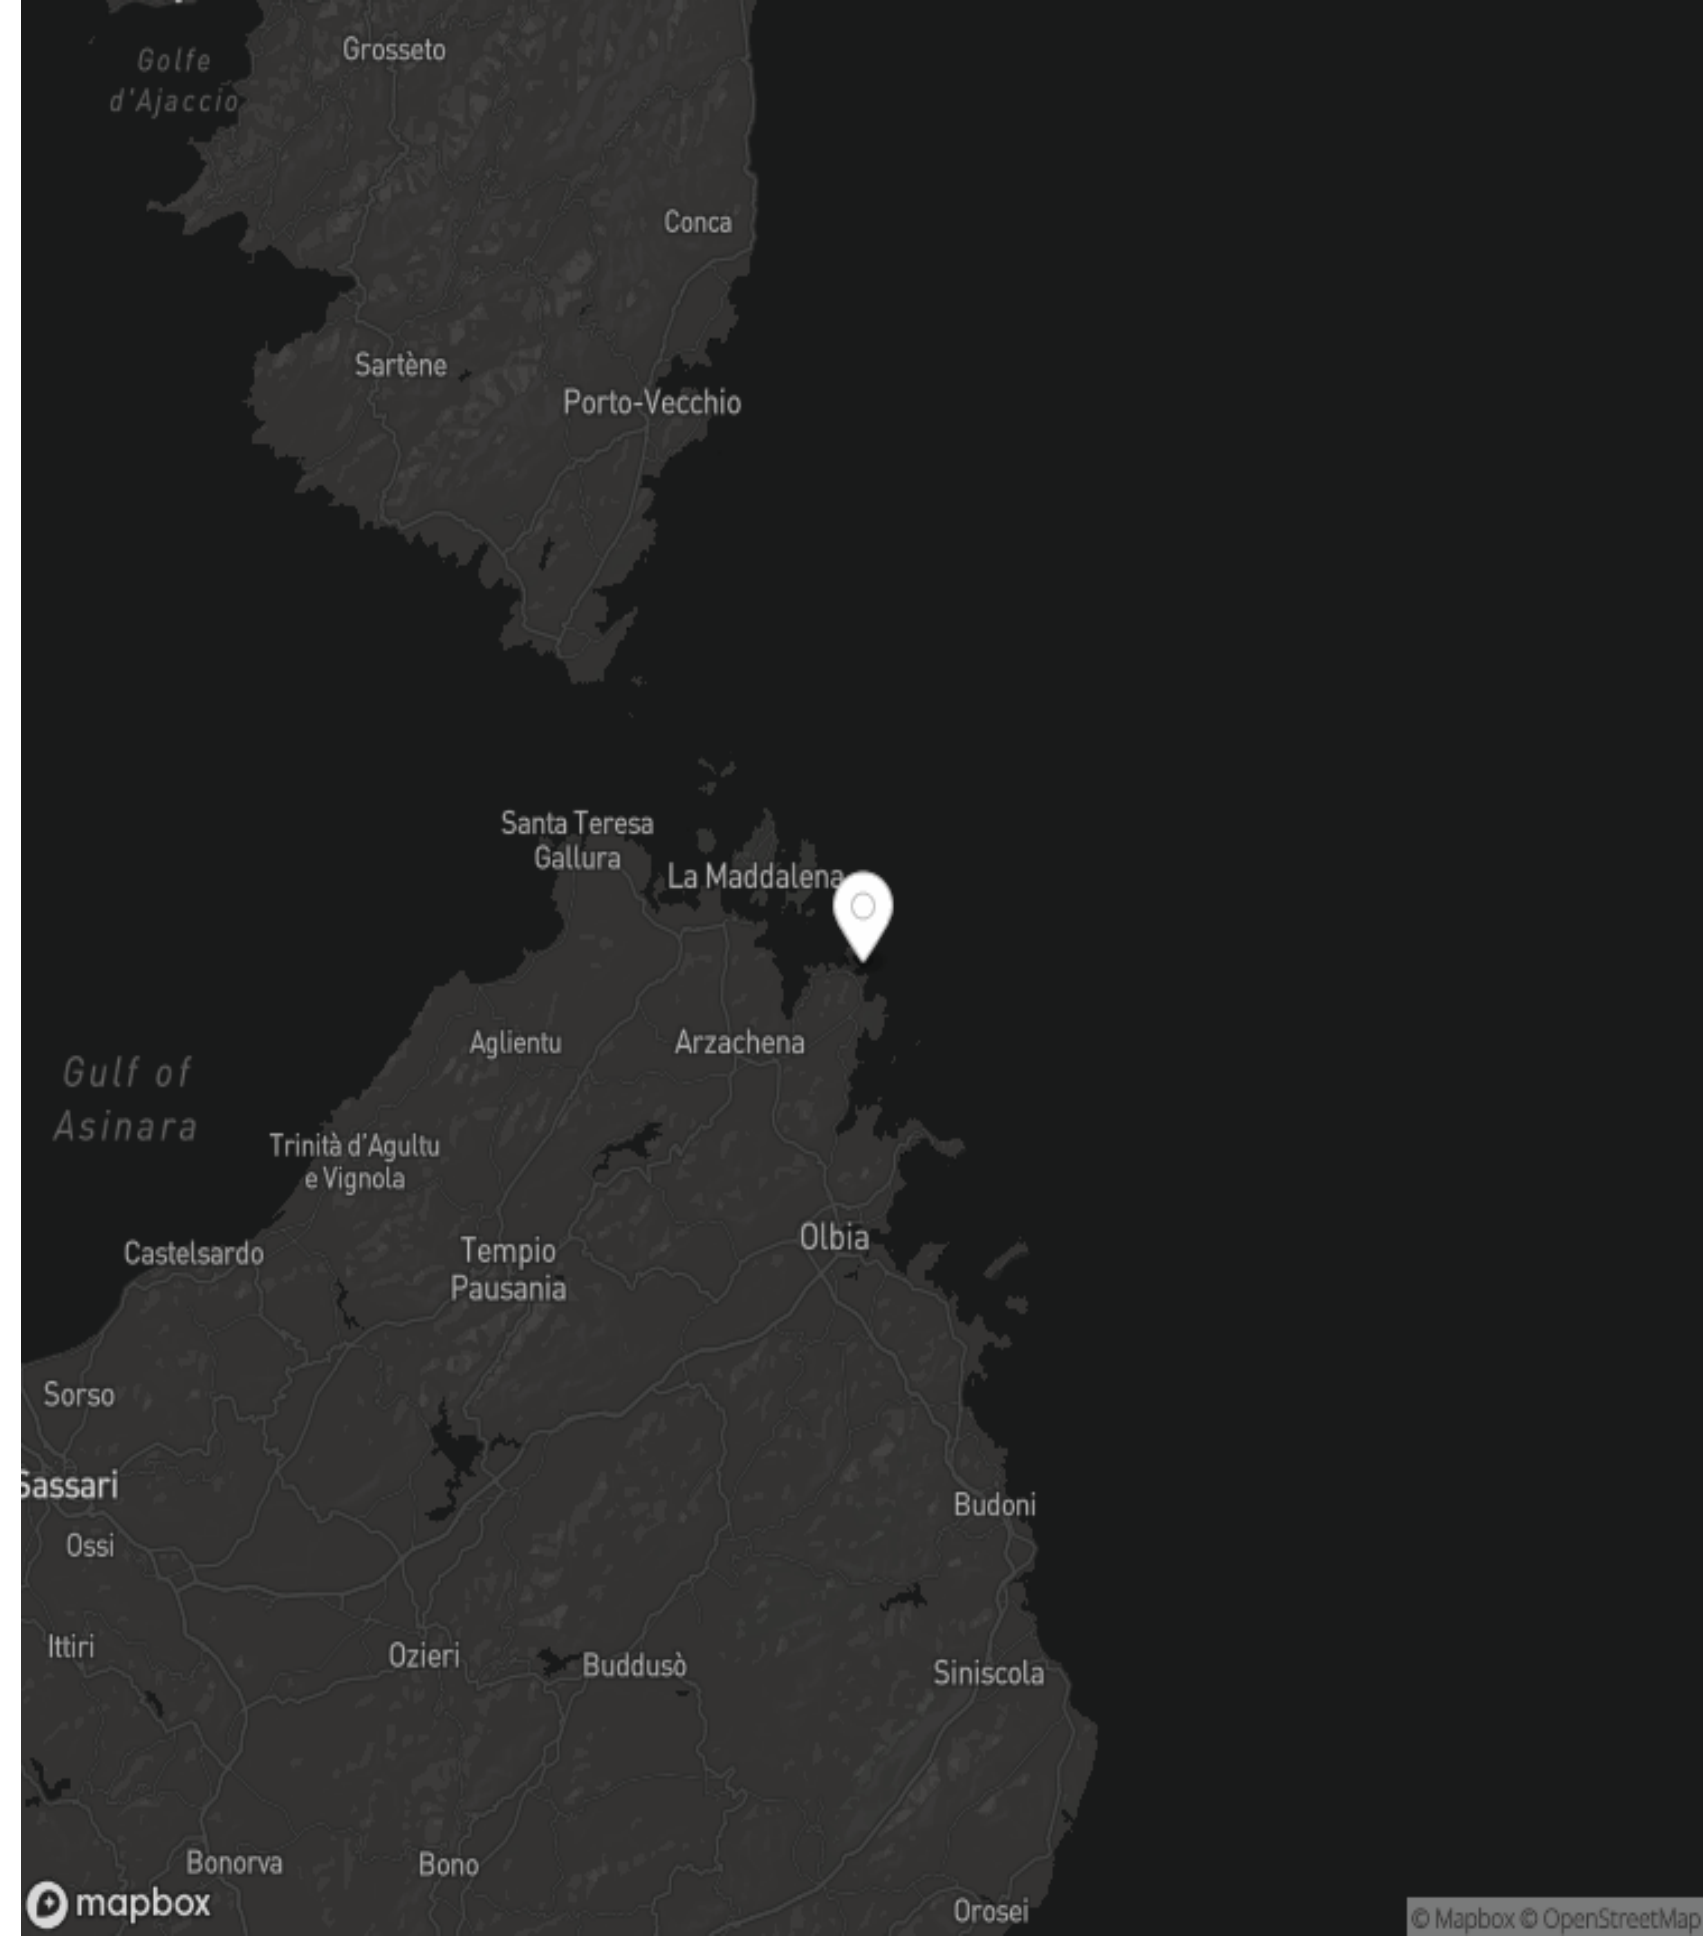 Grosseto
Golfe
d'Ajaccio
Conca
Sartène
Porto-Vecchio
Santa Teresa
Gallura
La Maddalena
Aglientu
Arzachena
Gulf of
Asinara
Trinità d'Agultu
e Vignola
Olbia
Castelsardo
Tempio
Pausania
Sorso
Sassari
Budoni
Ossi
Ittiri
Ozieri
Buddusò
Siniscola
Bonorva
Bono
mapbox
Orosei
© Mapbox © OpenStreetMap